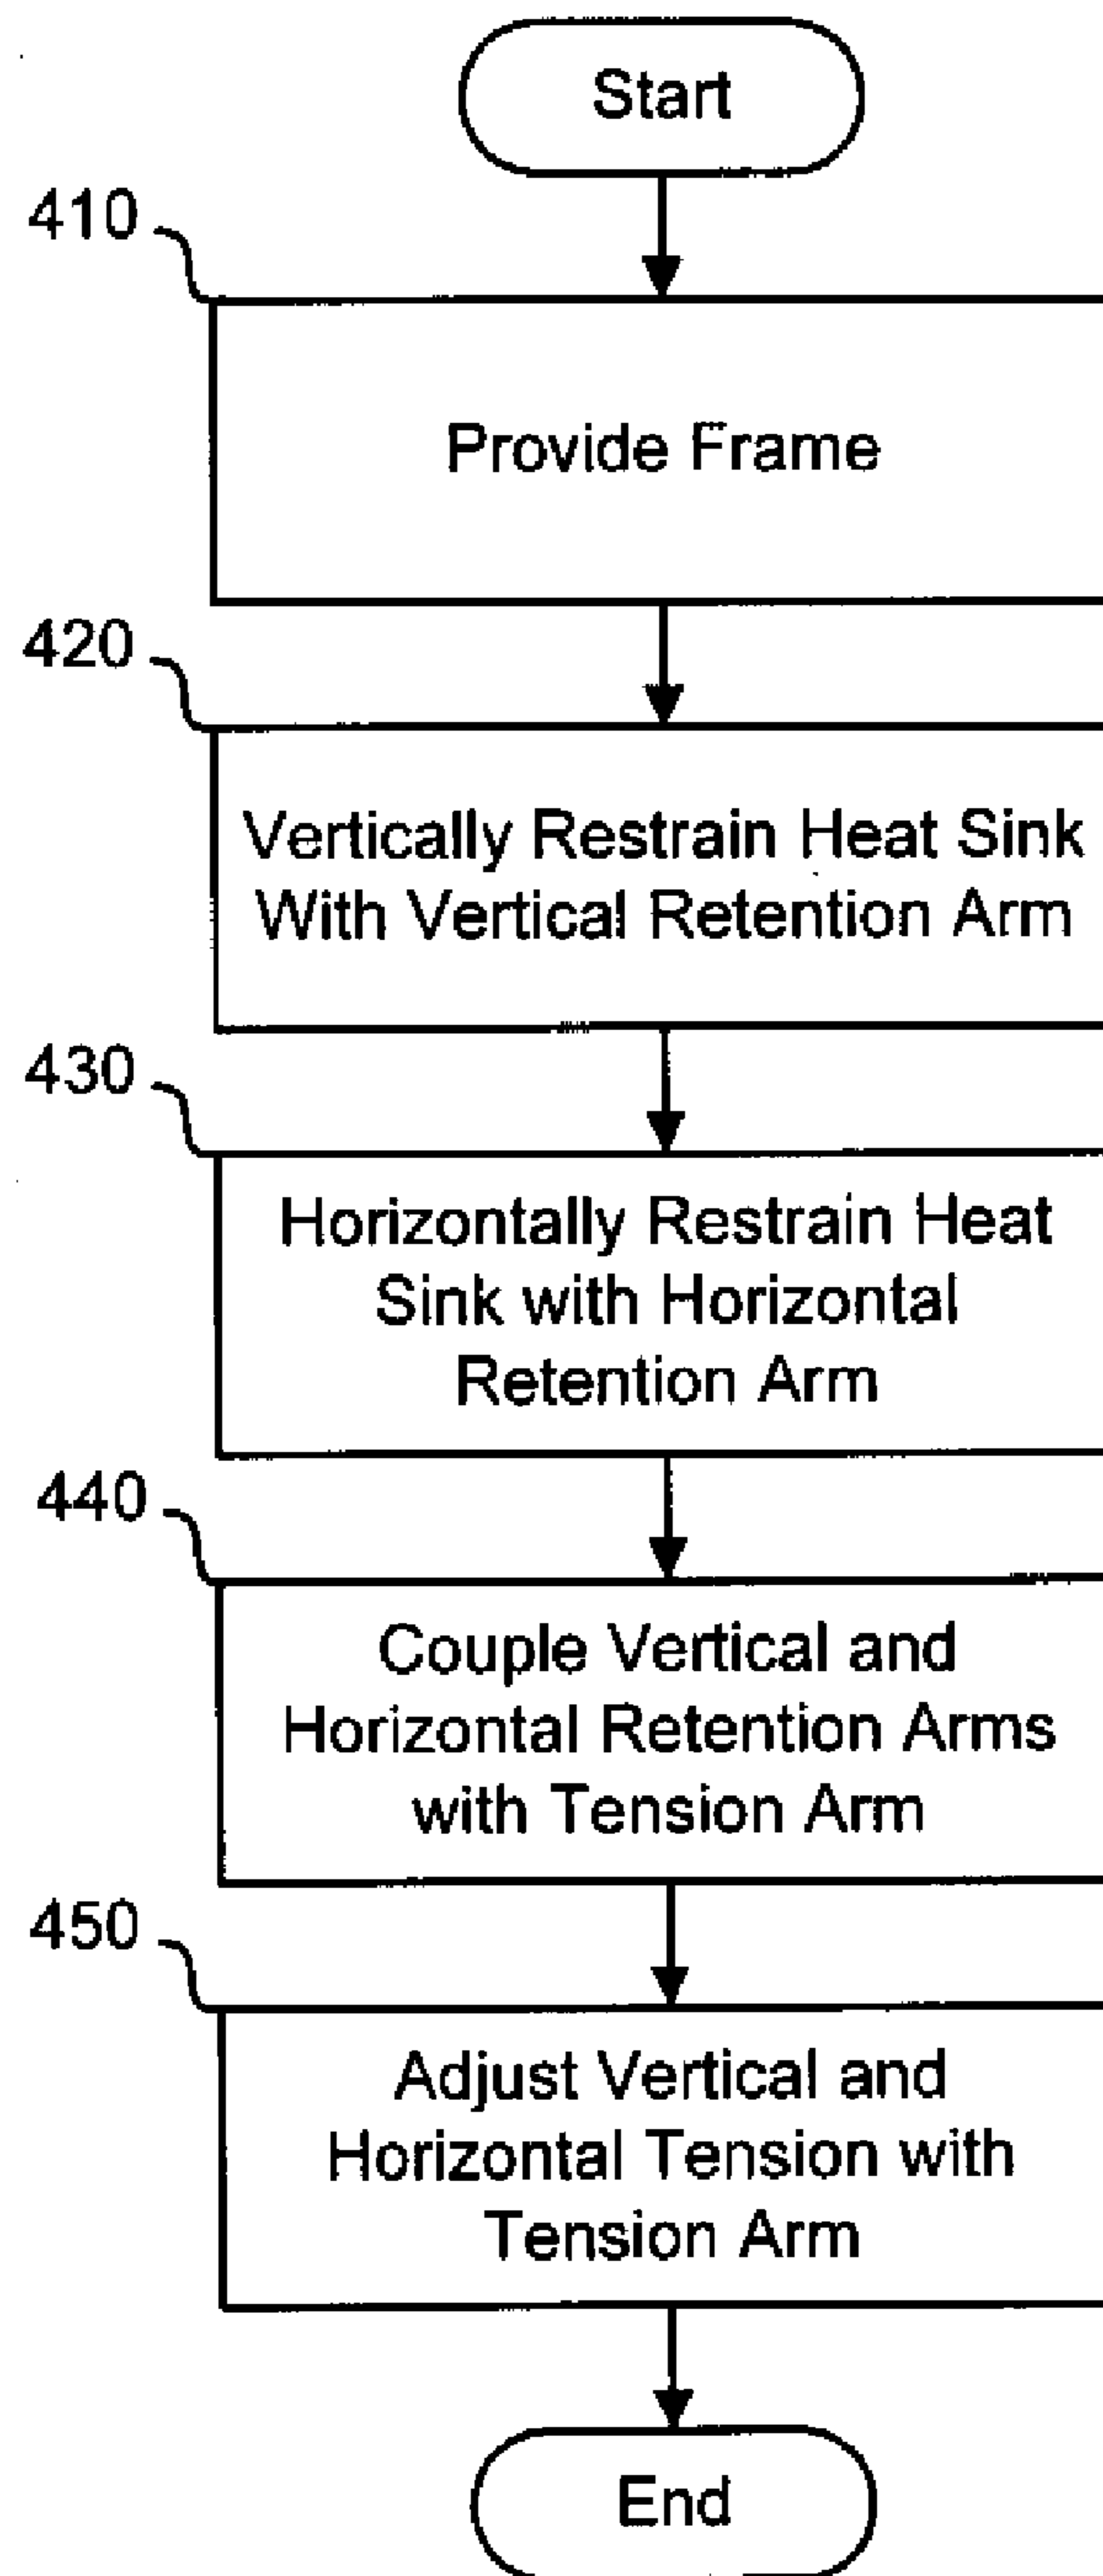 Start
410
Provide Frame
420
Vertically Restrain Heat Sink
With Vertical Retention Arm
430
Horizontally Restrain Heat
Sink with Horizontal
Retention Arm
440
Couple Vertical and
Horizontal Retention Arms
with Tension Arm
450
Adjust Vertical and
Horizontal Tension with
Tension Arm
End